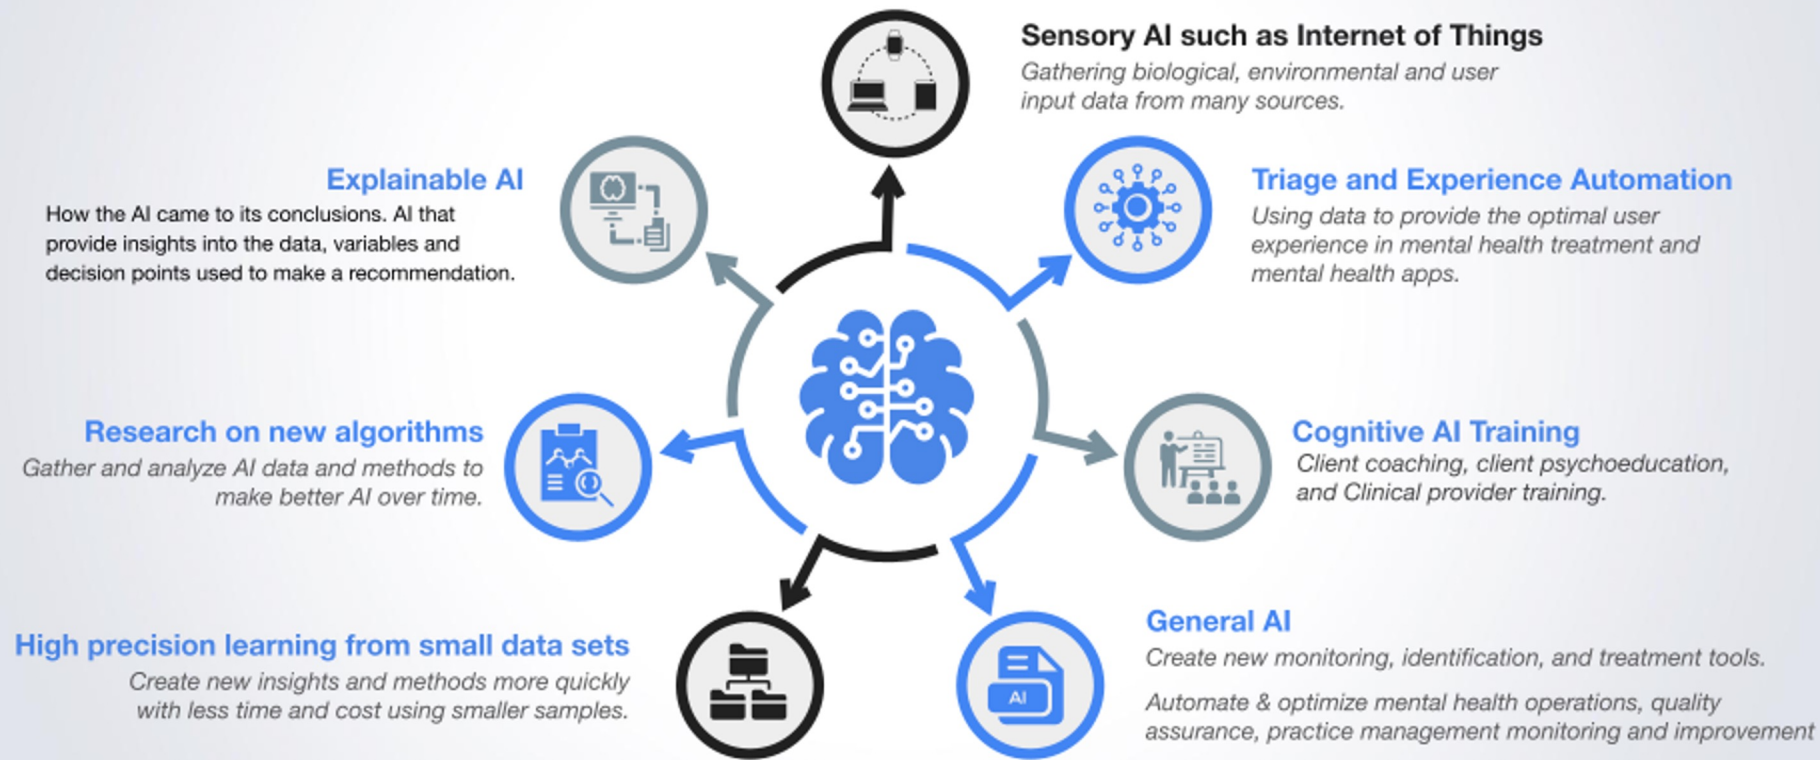 Sensory AI such as Internet of Things
Gathering biological, environmental and user
input data from many sources.
Explainable AI
How the AI came to its conclusions. AI that
provide insights into the data, variables and
decision points used to make a recommendation.
Triage and Experience Automation
Using data to provide the optimal user
experience in mental health treatment and
mental health apps.
Research on new algorithms
Gather and analyze AI data and methods to
make better AI over time.
Cognitive AI Training
Client coaching, client psychoeducation,
and Clinical provider training.
High precision learning from small data sets
Create new insights and methods more quickly
with less time and cost using smaller samples.
General AI
Create new monitoring, identification, and treatment tools.
Automate & optimize mental health operations, quality
assurance, practice management monitoring and improvement
AI